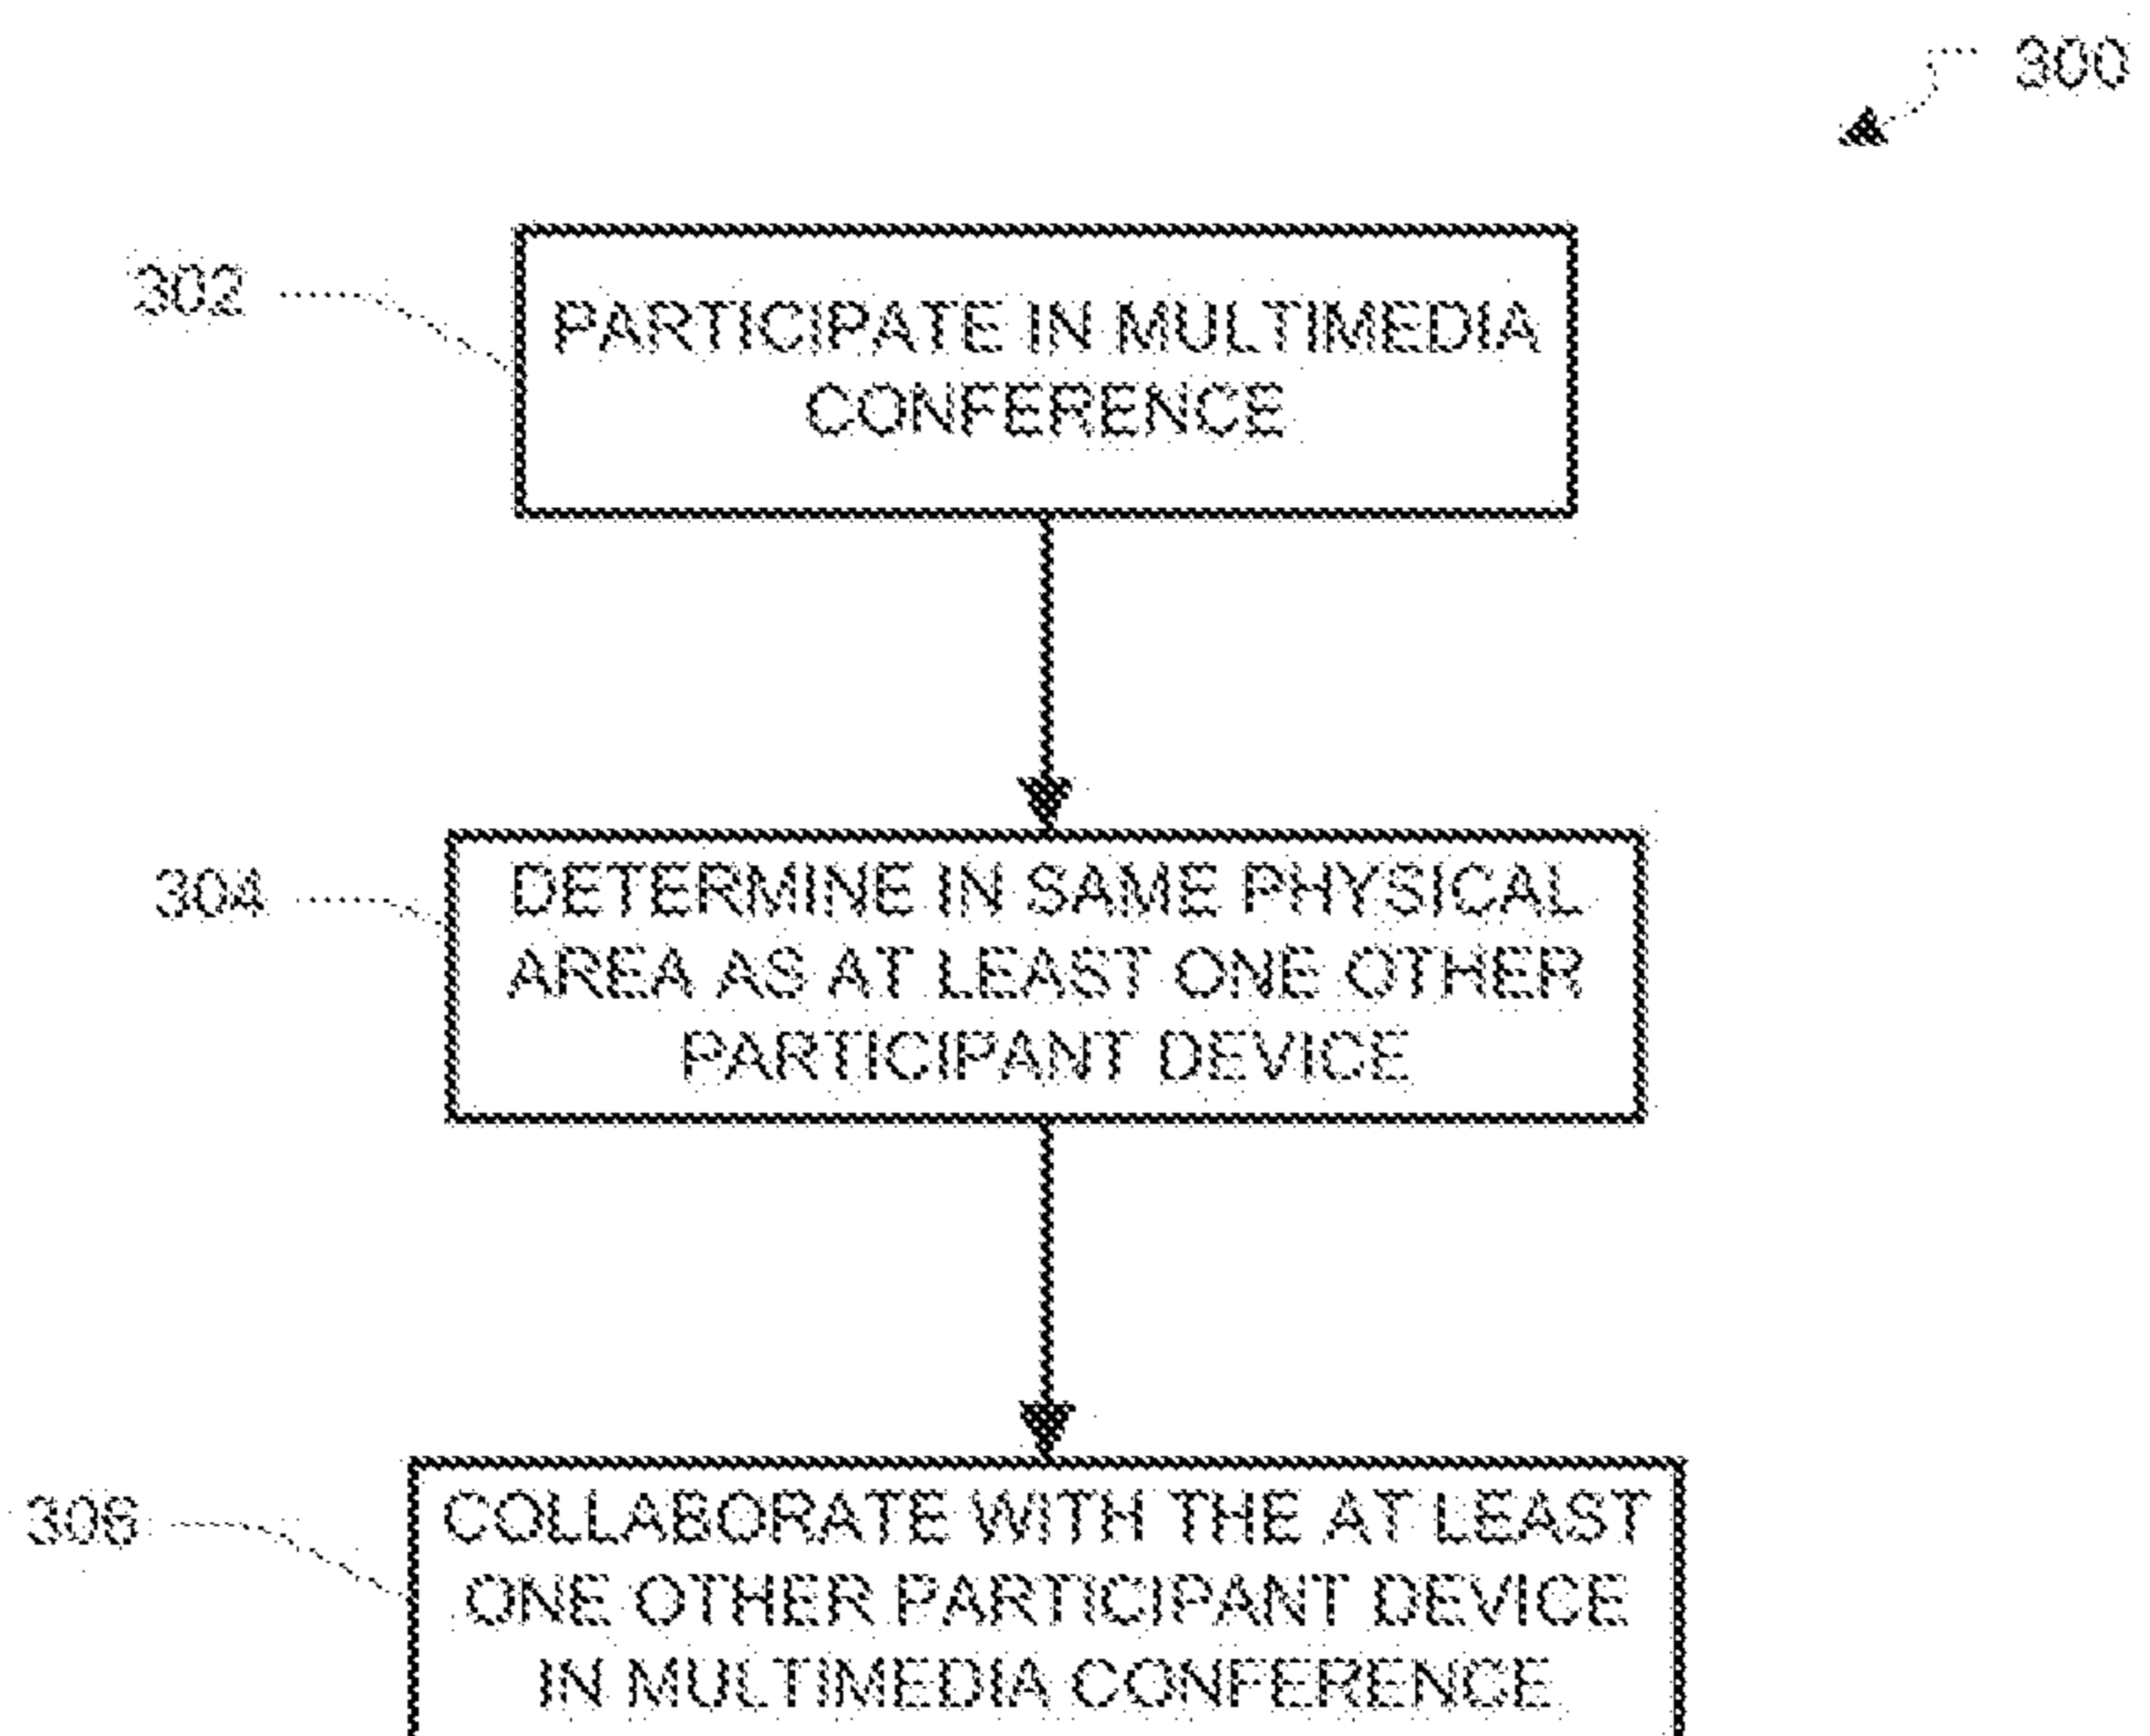 300
302
PARTICIPATE IN MULTIMEDIA
CONFERENCE
304
DETERMINE IN SAME PHYSICAL
AREA AS AT LEAST ONE OTHER
PARTICIPANT DEVICE
306
COLLABORATE WITH THE AT LEAST
ONE OTHER PARTICIPANT DEVICE
IN MULTIMEDIA CONFERENCE